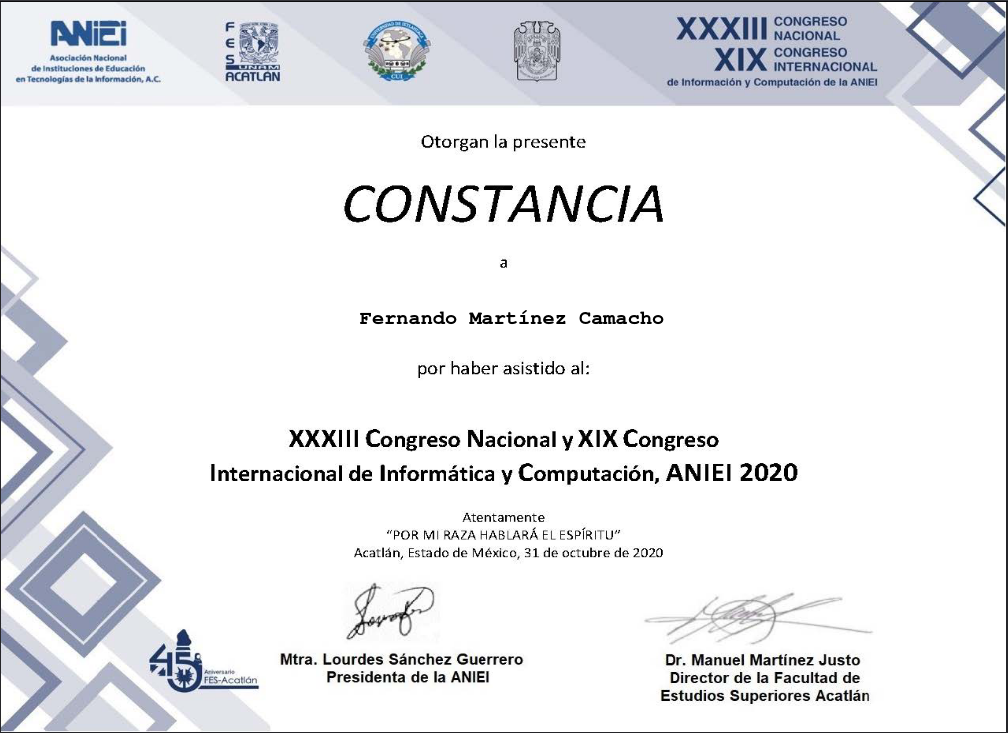 ANIEI
Asociación Nacional
de Instituciones de Educación
en Tecnologías de la Información, A.C.
FES
UNAM
ACATLAN
CUI
XXXIII CONGRESO NACIONAL
XIX CONGRESO INTERNACIONAL
de Información y Computación de la ANIEI
Otorgan la presente
CONSTANCIA
a
Fernando Martínez Camacho
por haber asistido al:
XXXIII Congreso Nacional y XIX Congreso
Internacional de Informática y Computación, ANIEI 2020
Atentamente
“POR MI RAZA HABLARÁ EL ESPÍRITU”
Acatlán, Estado de México, 31 de octubre de 2020
Mtra. Lourdes Sánchez Guerrero
Presidenta de la ANIEI
Dr. Manuel Martínez Justo
Director de la Facultad de
Estudios Superiores Acatlán
45
Aniversario
FES-Acatlán